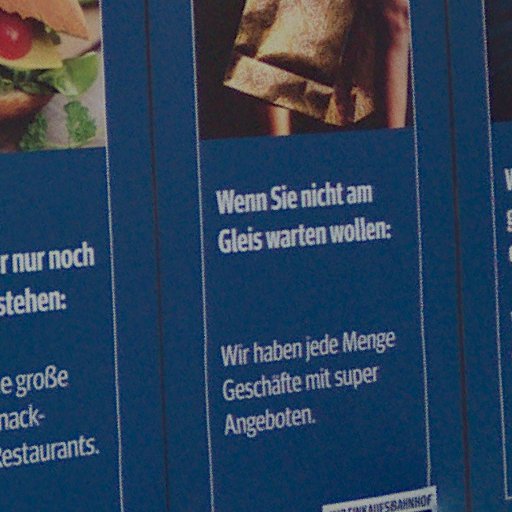 r nur noch
stehen:
e große
nack-
Restaurants.
Wenn Sie nicht am
Gleis warten wollen:
Wir haben jede Menge
Geschäfte mit super
Angeboten.
EINKAUFSBAHNHOF